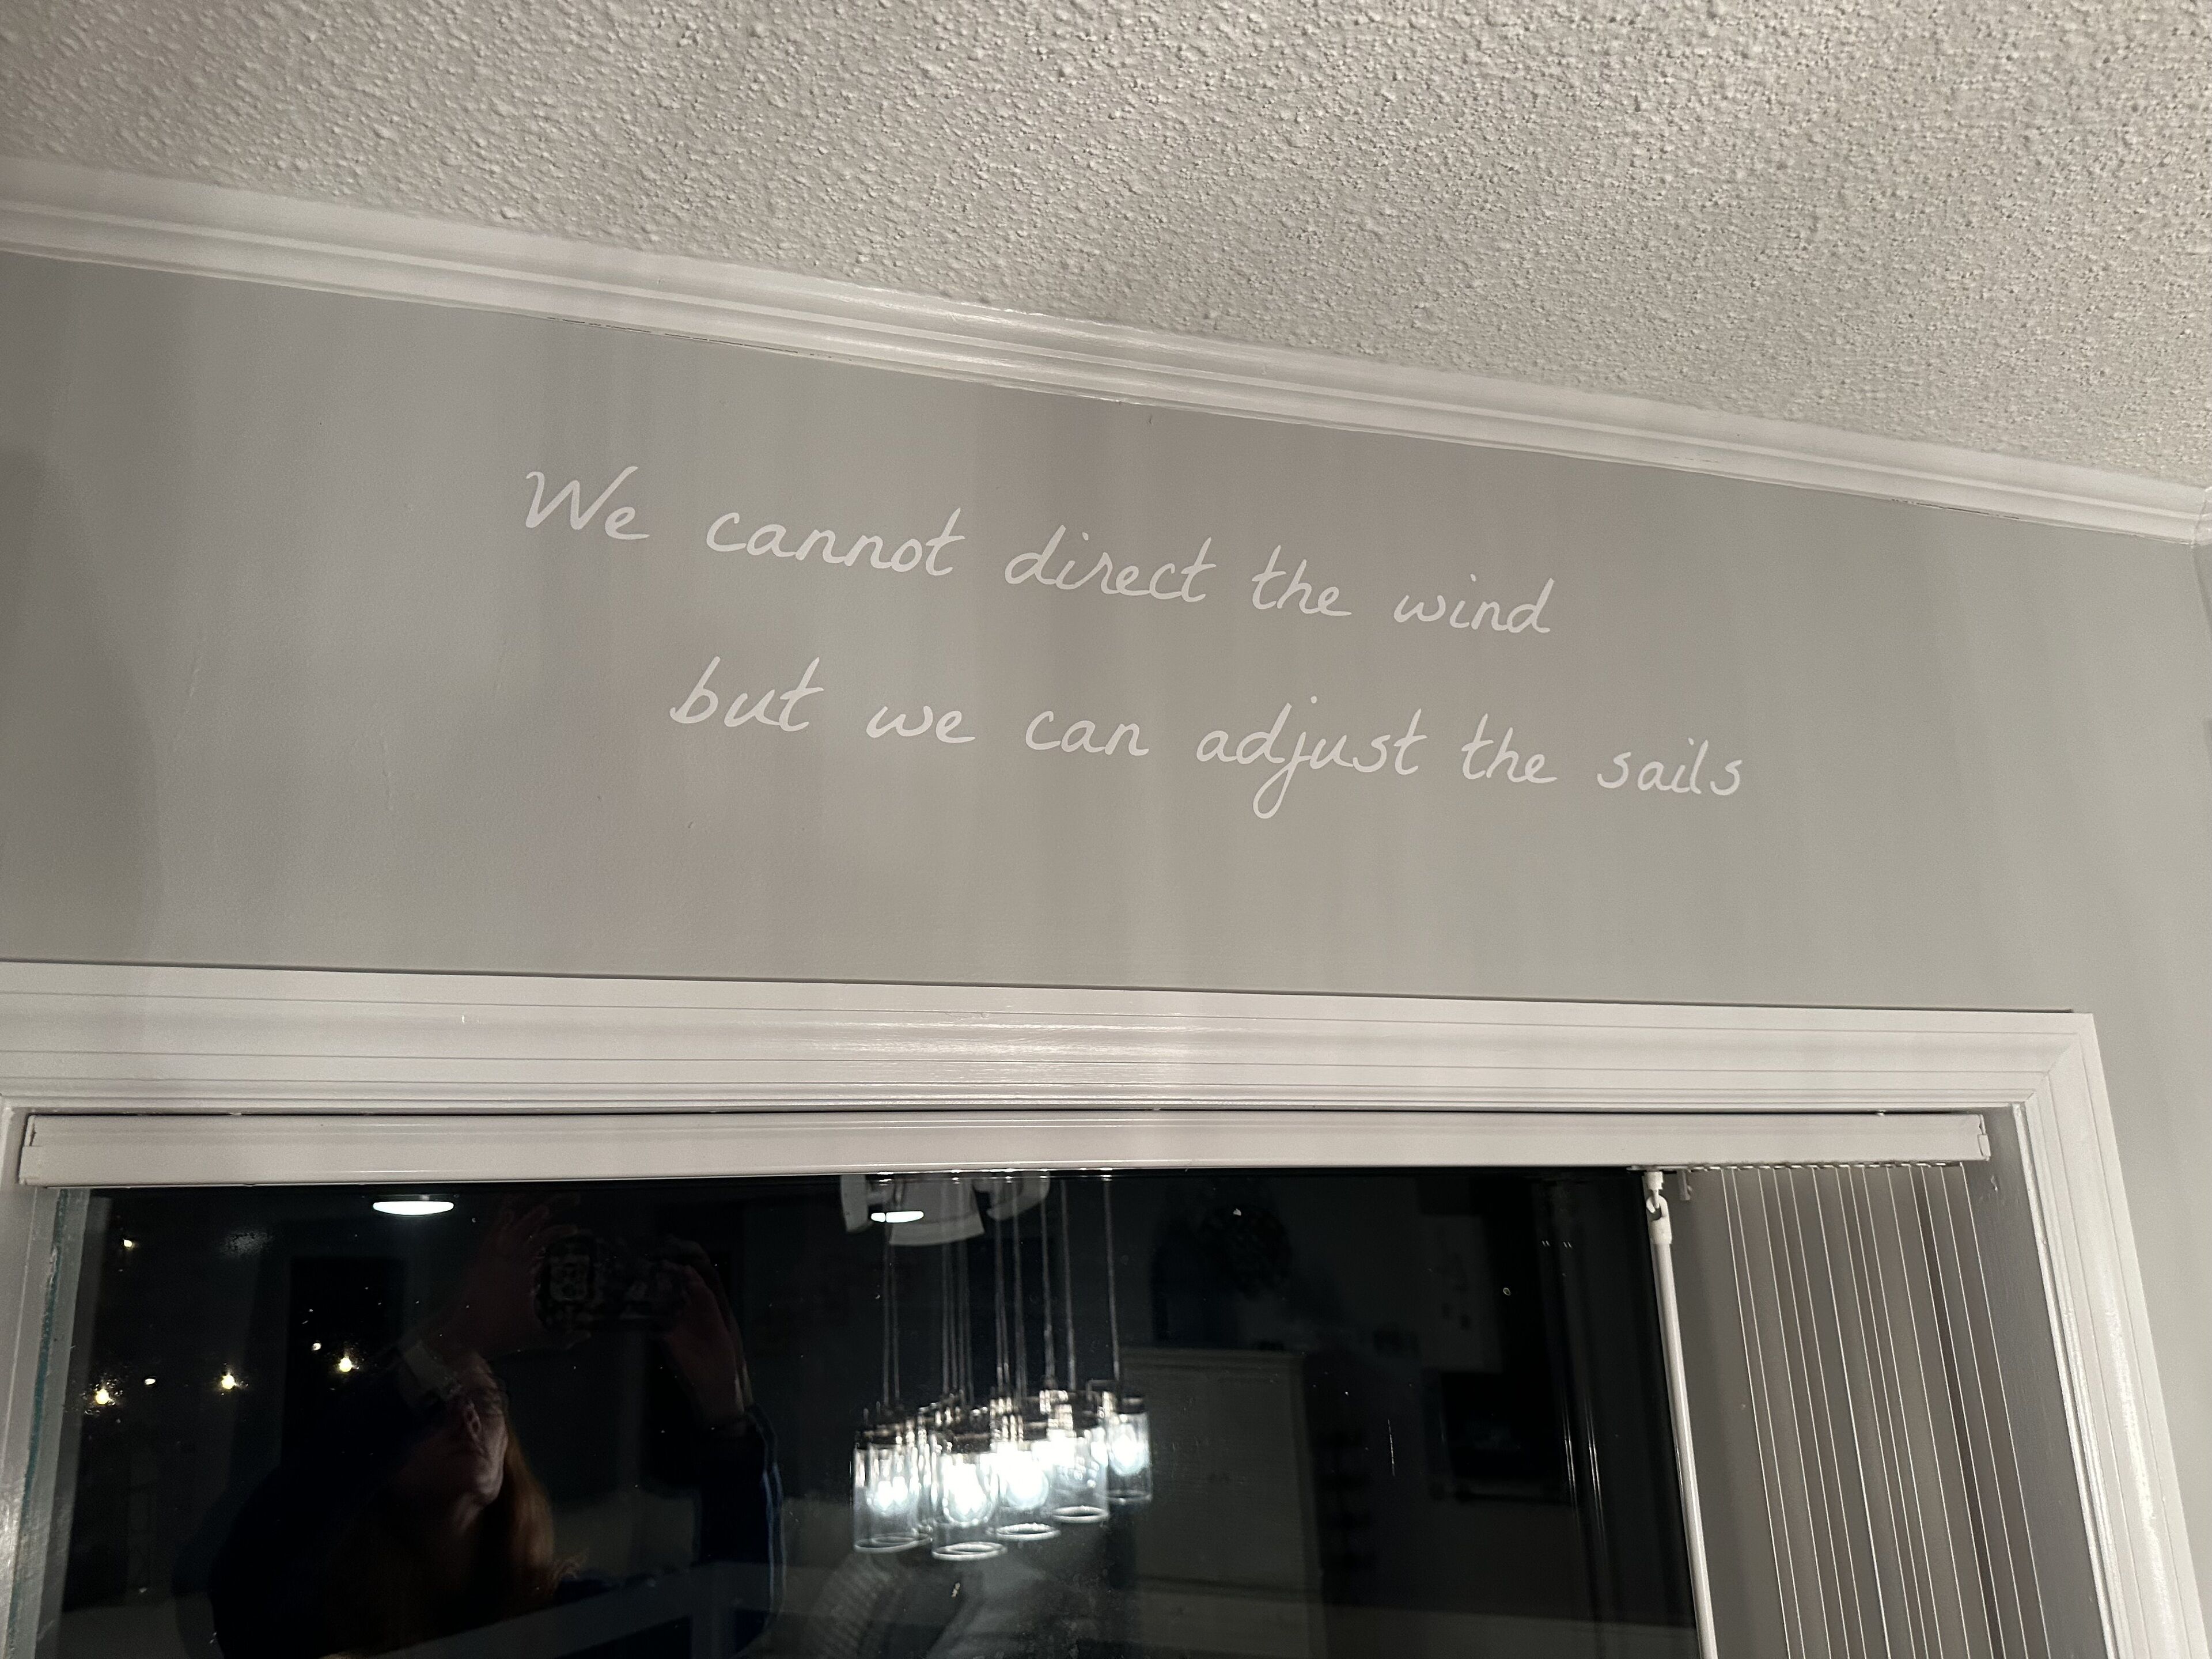 We cannot direct the wind
but we can adjust the sails